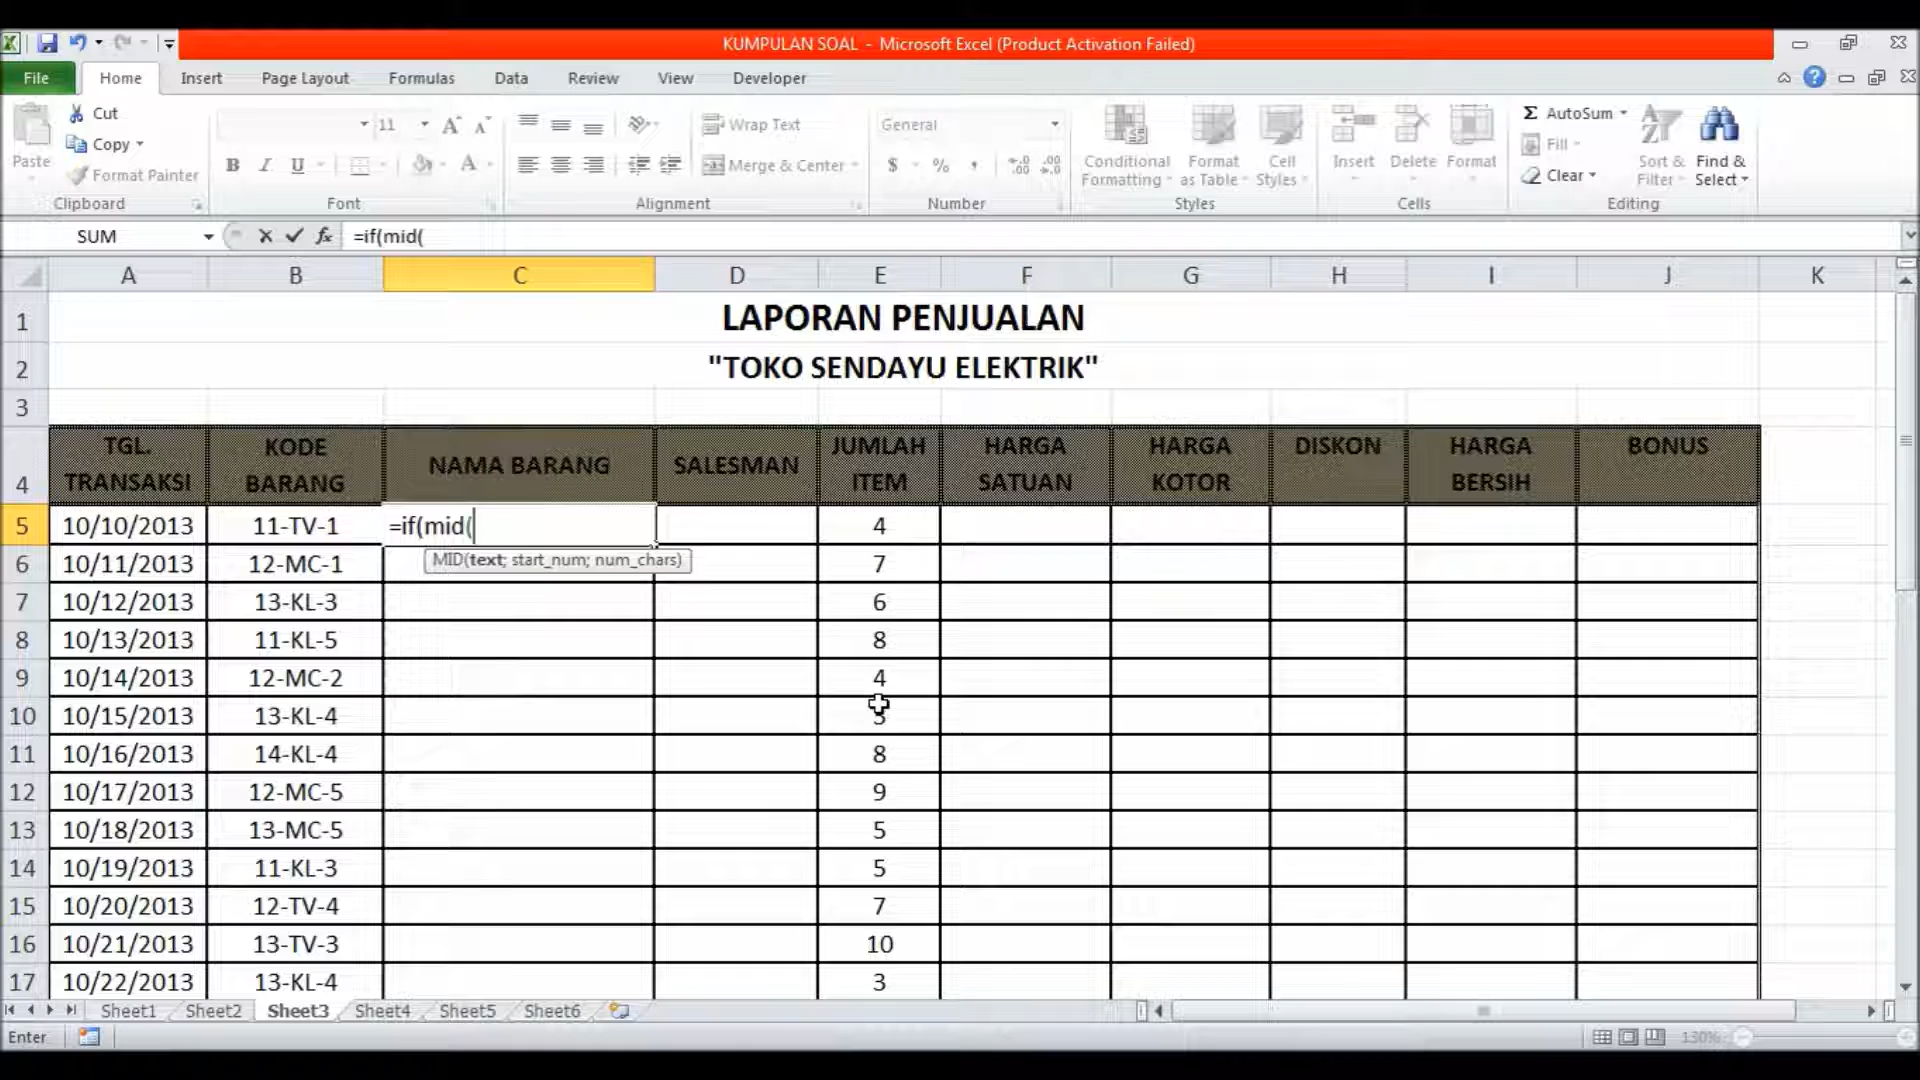 KUMPULAN SOAL - Microsoft Excel (Product Activation Failed)
File Home Insert Page Layout Formulas Data Review View Developer
Paste
Cut
Copy
Format Painter
Clipboard
11
B I U
Font
Wrap Text
Merge & Center
Alignment
General
$ % ,
Number
Conditional Formatting
Format as Table
Cell Styles
Styles
Insert Delete Format
Cells
Σ AutoSum
Fill
Clear
Sort & Filter
Find & Select
Editing
SUM fx =if(mid(
A B C D E F G H I J K
1 LAPORAN PENJUALAN
2 "TOKO SENDAYU ELEKTRIK"
3
4 TGL. TRANSAKSI KODE BARANG NAMA BARANG SALESMAN JUMLAH ITEM HARGA SATUAN HARGA KOTOR DISKON HARGA BERSIH BONUS
5 10/10/2013 11-TV-1 =if(mid( 4
MID(text; start_num; num_chars)
6 10/11/2013 12-MC-1 7
7 10/12/2013 13-KL-3 6
8 10/13/2013 11-KL-5 8
9 10/14/2013 12-MC-2 4
10 10/15/2013 13-KL-4
11 10/16/2013 14-KL-4 8
12 10/17/2013 12-MC-5 9
13 10/18/2013 13-MC-5 5
14 10/19/2013 11-KL-3 5
15 10/20/2013 12-TV-4 7
16 10/21/2013 13-TV-3 10
17 10/22/2013 13-KL-4 3
Sheet1 Sheet2 Sheet3 Sheet4 Sheet5 Sheet6
Enter 130%